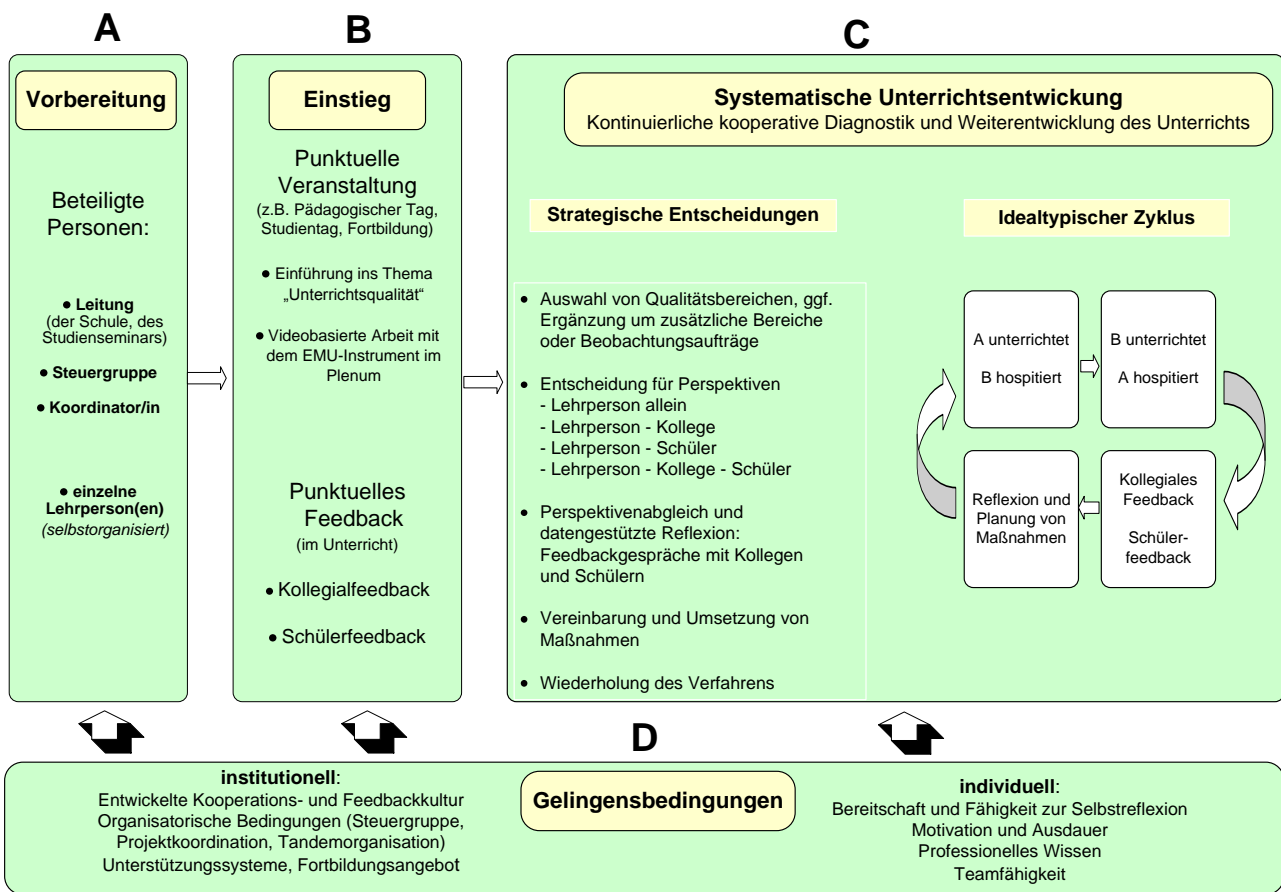 A
Vorbereitung
Beteiligte
Personen:
● Leitung
(der Schule, des
Studienseminars)
● Steuergruppe
● Koordinator/in
● einzelne
Lehrperson(en)
(selbstorganisiert)
B
Einstieg
Punktuelle
Veranstaltung
(z.B. Pädagogischer Tag,
Studientag, Fortbildung)
● Einführung ins Thema
„Unterrichtsqualität“
● Videobasierte Arbeit mit
dem EMU-Instrument im
Plenum
Punktuelles
Feedback
(im Unterricht)
● Kollegialfeedback
● Schülerfeedback
C
Systematische Unterrichtsentwickung
Kontinuierliche kooperative Diagnostik und Weiterentwicklung des Unterrichts
Strategische Entscheidungen
● Auswahl von Qualitätsbereichen, ggf.
Ergänzung um zusätzliche Bereiche
oder Beobachtungsaufträge
● Entscheidung für Perspektiven
- Lehrperson allein
- Lehrperson - Kollege
- Lehrperson - Schüler
- Lehrperson - Kollege - Schüler
● Perspektivenabgleich und
datengestützte Reflexion:
Feedbackgespräche mit Kollegen
und Schülern
● Vereinbarung und Umsetzung von
Maßnahmen
● Wiederholung des Verfahrens
Idealtypischer Zyklus
A unterrichtet
B hospitiert
B unterrichtet
A hospitiert
Kollegiales
Feedback
Schüler-
feedback
Reflexion und
Planung von
Maßnahmen
D
Gelingensbedingungen
institutionell:
Entwickelte Kooperations- und Feedbackkultur
Organisatorische Bedingungen (Steuergruppe,
Projektkoordination, Tandemorganisation)
Unterstützungssysteme, Fortbildungsangebot
individuell:
Bereitschaft und Fähigkeit zur Selbstreflexion
Motivation und Ausdauer
Professionelles Wissen
Teamfähigkeit